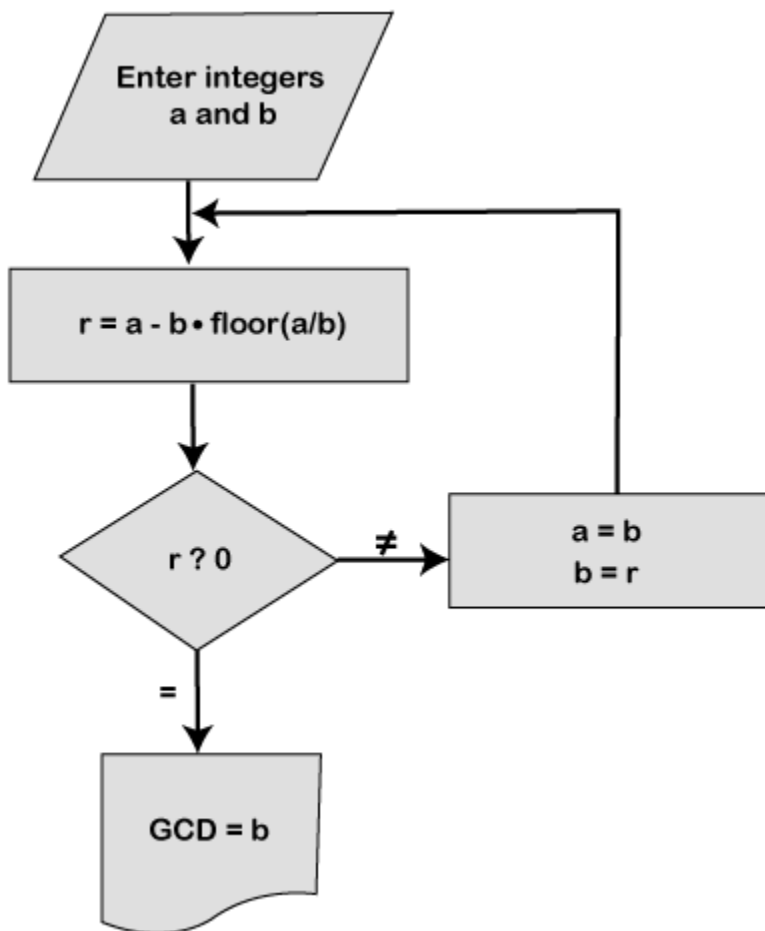 Enter integers
a and b
r = a - b • floor(a/b)
r ? 0
≠
a = b
b = r
=
GCD = b